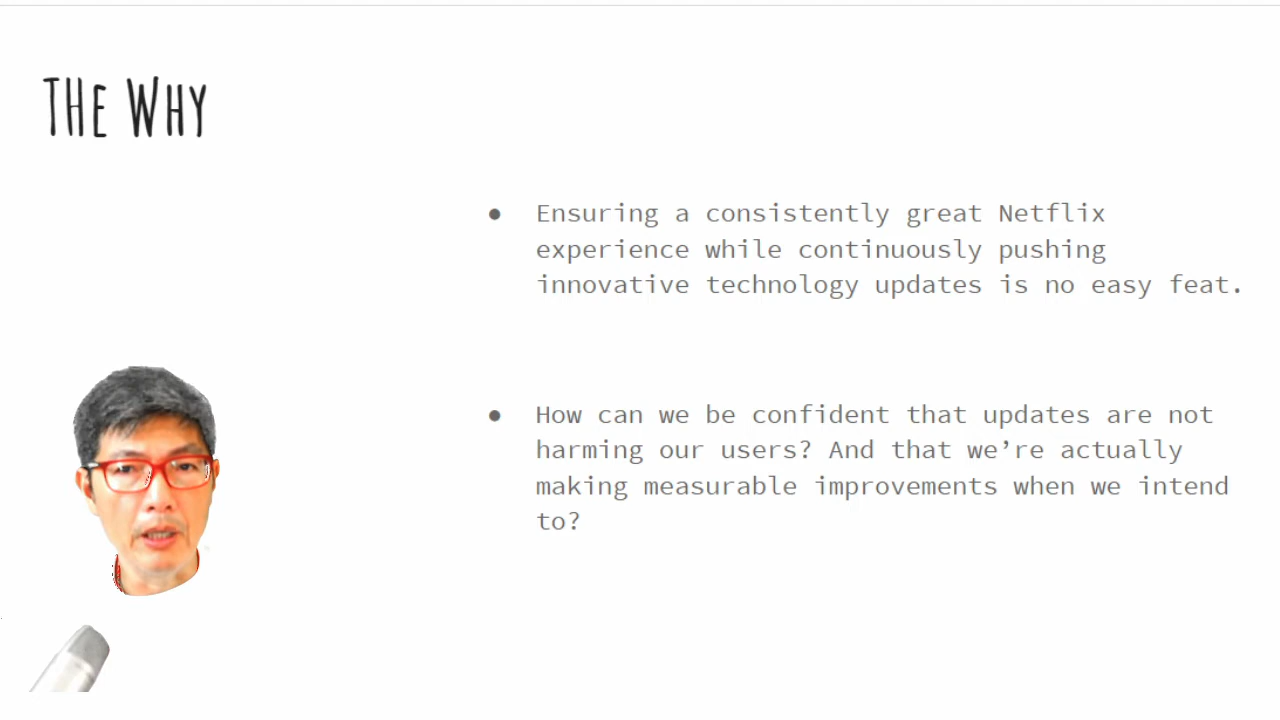 THE WHY
● Ensuring a consistently great Netflix
experience while continuously pushing
innovative technology updates is no easy feat.
● How can we be confident that updates are not
harming our users? And that we’re actually
making measurable improvements when we intend
to?